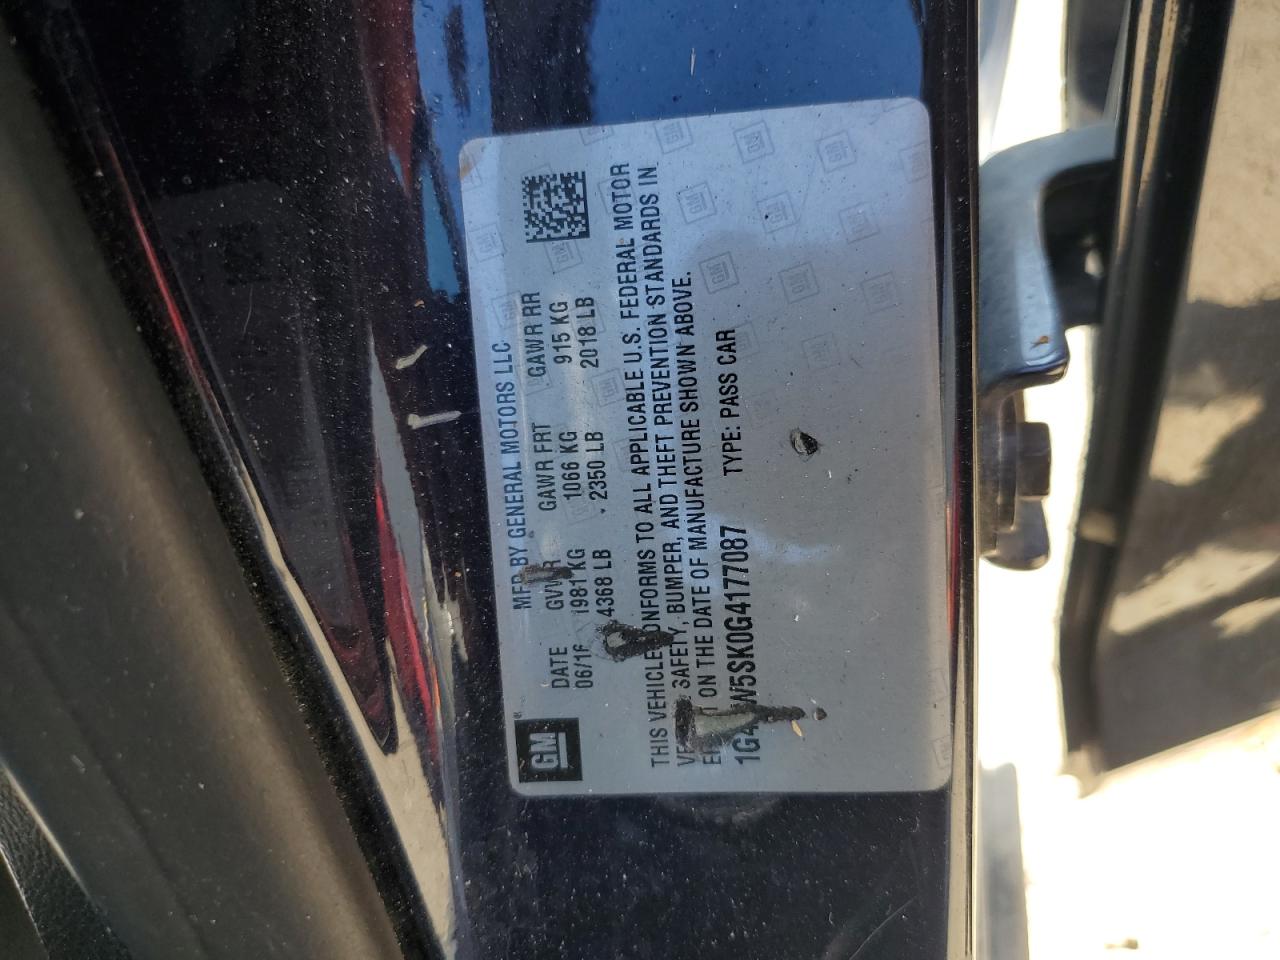 GM
MFD BY GENERAL MOTORS LLC
DATE GVWR GAWR FRT GAWR RR
06/16 1981 KG 1066 KG 915 KG
4368 LB 2350 LB 2018 LB
THIS VEHICLE CONFORMS TO ALL APPLICABLE U.S. FEDERAL MOTOR
SAFETY, BUMPER, AND THEFT PREVENTION STANDARDS IN
ON THE DATE OF MANUFACTURE SHOWN ABOVE.
TYPE: PASS CAR